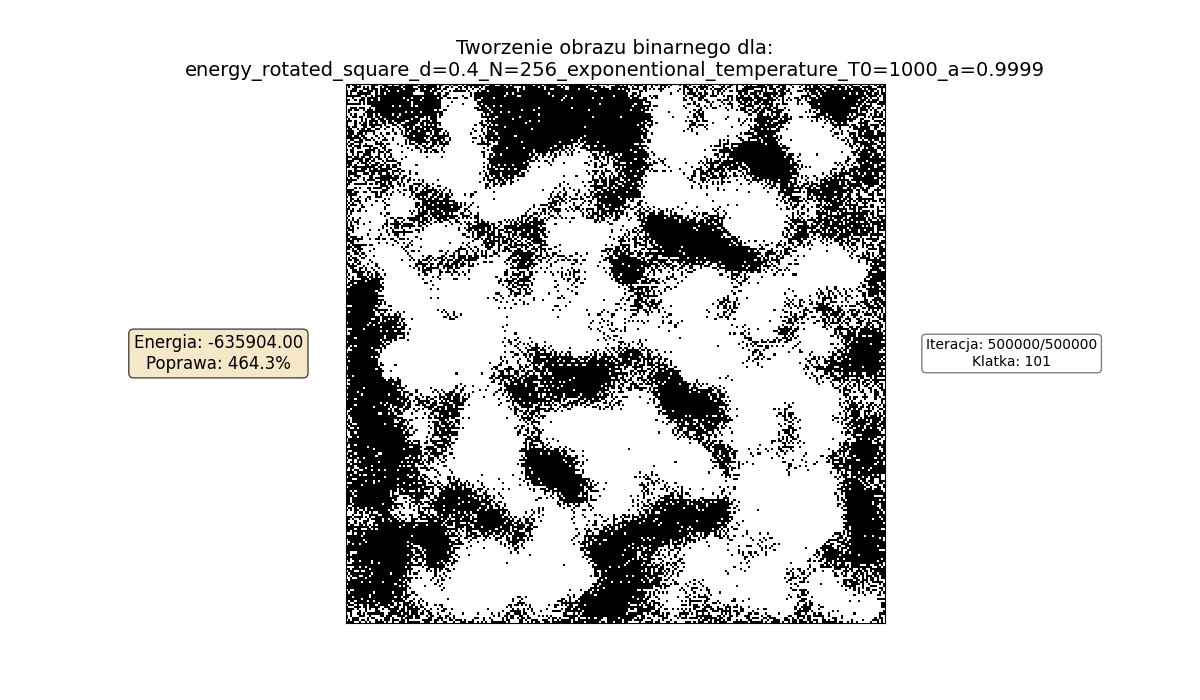 Tworzenie obrazu binarnego dla:
energy_rotated_square_d=0.4_N=256_exponentional_temperature_T0=1000_a=0.9999
Energia: -635904.00
Poprawa: 464.3%
Iteracja: 500000/500000
Klatka: 101